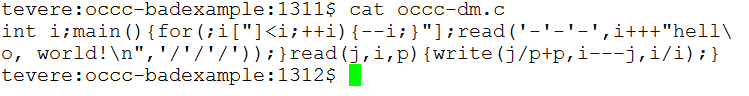 tevere:occc-badexample:1311$ cat occc-dm.c
int i;main(){for(;i["]<i;++i){--i;}"];read('-'-'-',i+++"hell\
o, world!\n",'/'/'/'));}read(j,i,p){write(j/p+p,i---j,i/i);}
tevere:occc-badexample:1312$